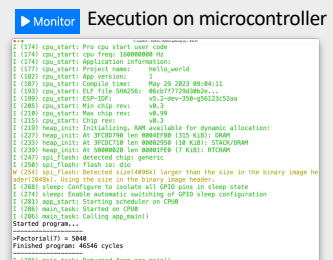 Monitor Execution on microcontroller
I (174) cpu_start: Pro cpu start user code
I (174) cpu_start: cpu freq: 160000000 Hz
I (174) cpu_start: Application information:
I (177) cpu_start: Project name: hello_world
I (182) cpu_start: App version: 1
I (187) cpu_start: Compile time: May 29 2023 09:04:11
I (193) cpu_start: ELF file SHA256: 06cb7f7729d30b2e...
I (199) cpu_start: ESP-IDF: v5.2-dev-350-g56123c52aa
I (205) cpu_start: Min chip rev: v0.3
I (210) cpu_start: Max chip rev: v0.99
I (215) cpu_start: Chip rev: v0.3
I (219) heap_init: Initializing. RAM available for dynamic allocation:
I (227) heap_init: At 3FC8D790 len 0004EF80 (315 KiB): DRAM
I (233) heap_init: At 3FCDC710 len 00002950 (10 KiB): STACK/DRAM
I (239) heap_init: At 50000020 len 00001FE0 (7 KiB): RTCRAM
I (247) spi_flash: detected chip: generic
I (250) spi_flash: flash io: dio
W (254) spi_flash: Detected size(4096k) larger than the size in the binary image he
ader(2048k). Using the size in the binary image header.
I (268) sleep: Configure to isolate all GPIO pins in sleep state
I (274) sleep: Enable automatic switching of GPIO sleep configuration
I (281) app_start: Starting scheduler on CPU0
I (286) main_task: Started on CPU0
I (286) main_task: Calling app_main()
Started program...
--------------------
>Factorial(7) = 5040
Finished program: 46546 cycles
--------------------
I (296) main_task: Returned from app_main()